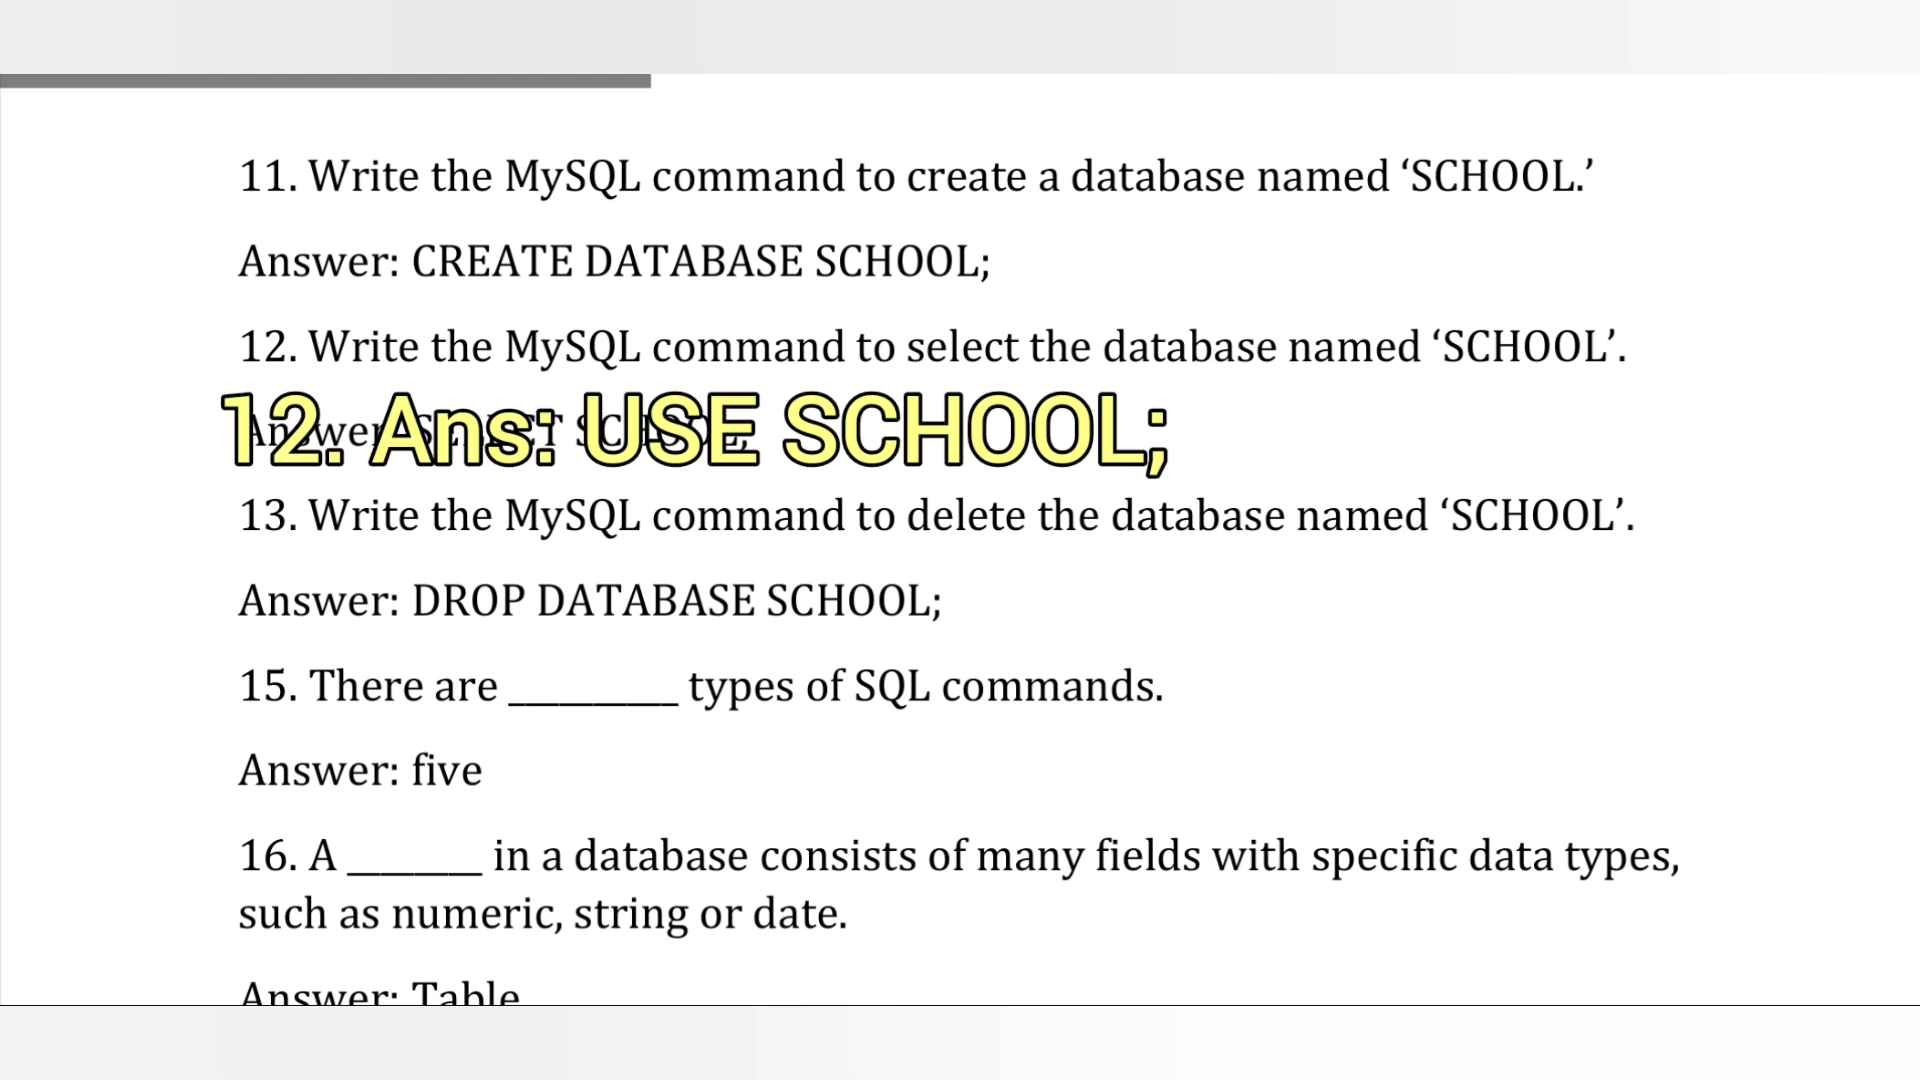 11. Write the MySQL command to create a database named ‘SCHOOL.’
Answer: CREATE DATABASE SCHOOL;
12. Write the MySQL command to select the database named ‘SCHOOL’.
12. Ans: USE SCHOOL;
13. Write the MySQL command to delete the database named ‘SCHOOL’.
Answer: DROP DATABASE SCHOOL;
15. There are __________ types of SQL commands.
Answer: five
16. A ________ in a database consists of many fields with specific data types,
such as numeric, string or date.
Answer: Table